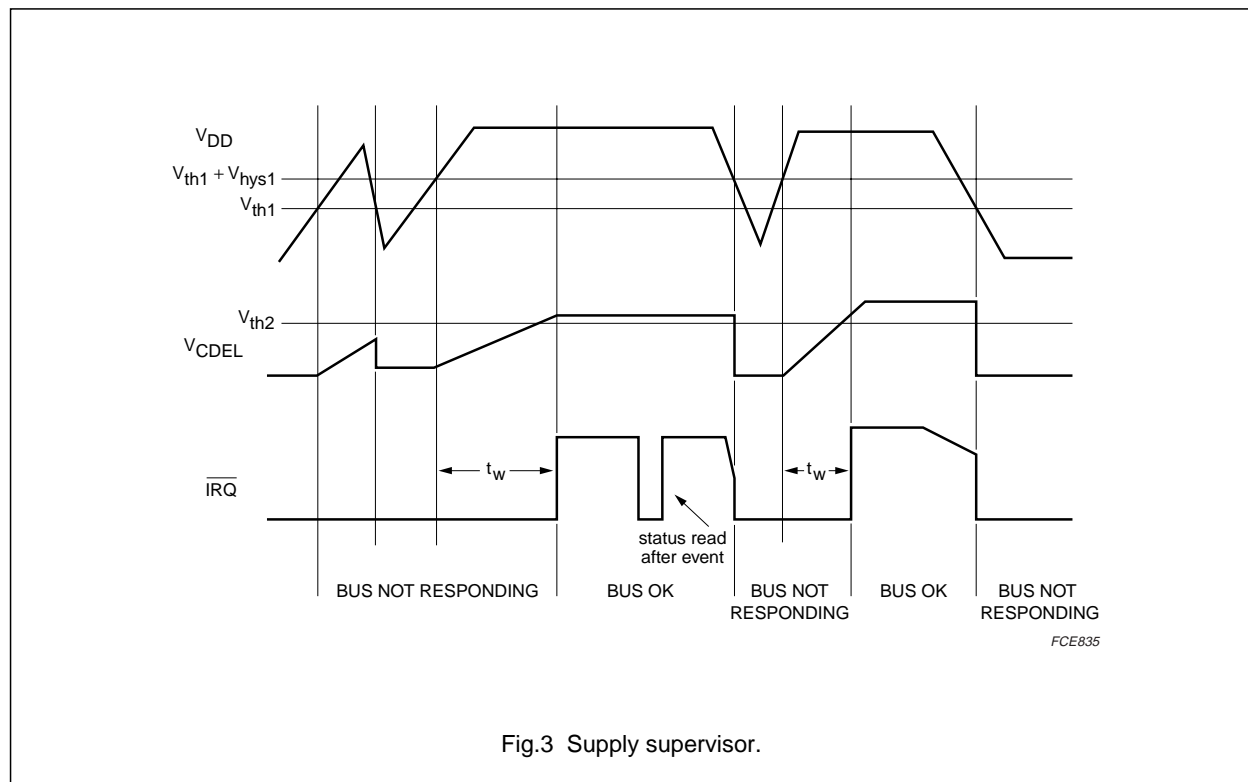 VDD
Vth1 + Vhys1
Vth1
Vth2
VCDEL
tw
tw
IRQ
status read
after event
BUS NOT RESPONDING
BUS OK
BUS NOT
RESPONDING
BUS OK
BUS NOT
RESPONDING
FCE835
Fig.3 Supply supervisor.